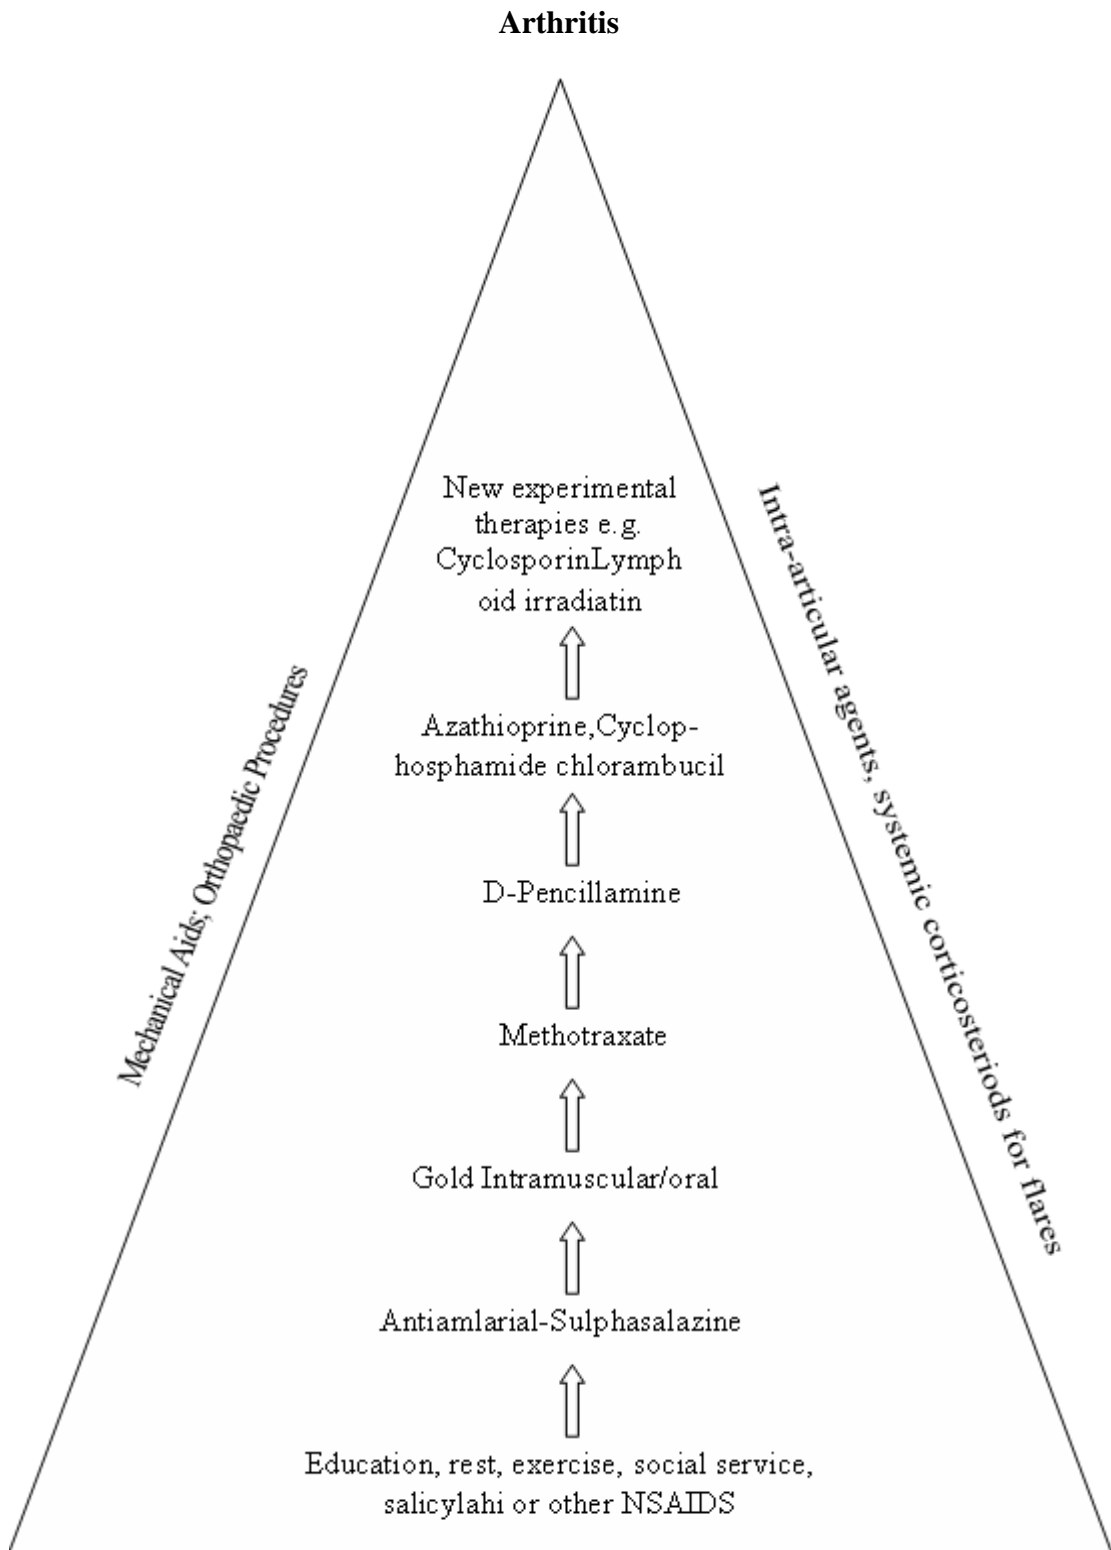 Arthritis
New experimental
therapies e.g.
CyclosporinLymph
oid irradiatin
Azathioprine,Cyclop-
hosphamide chlorambucil
D-Pencillamine
Methotraxate
Gold Intramuscular/oral
Antiamlarial-Sulphasalazine
Education, rest, exercise, social service,
salicylahi or other NSAIDS
Mechanical Aids; Orthopaedic Procedures
Intra-articular agents, systemic corticosteriods for flares